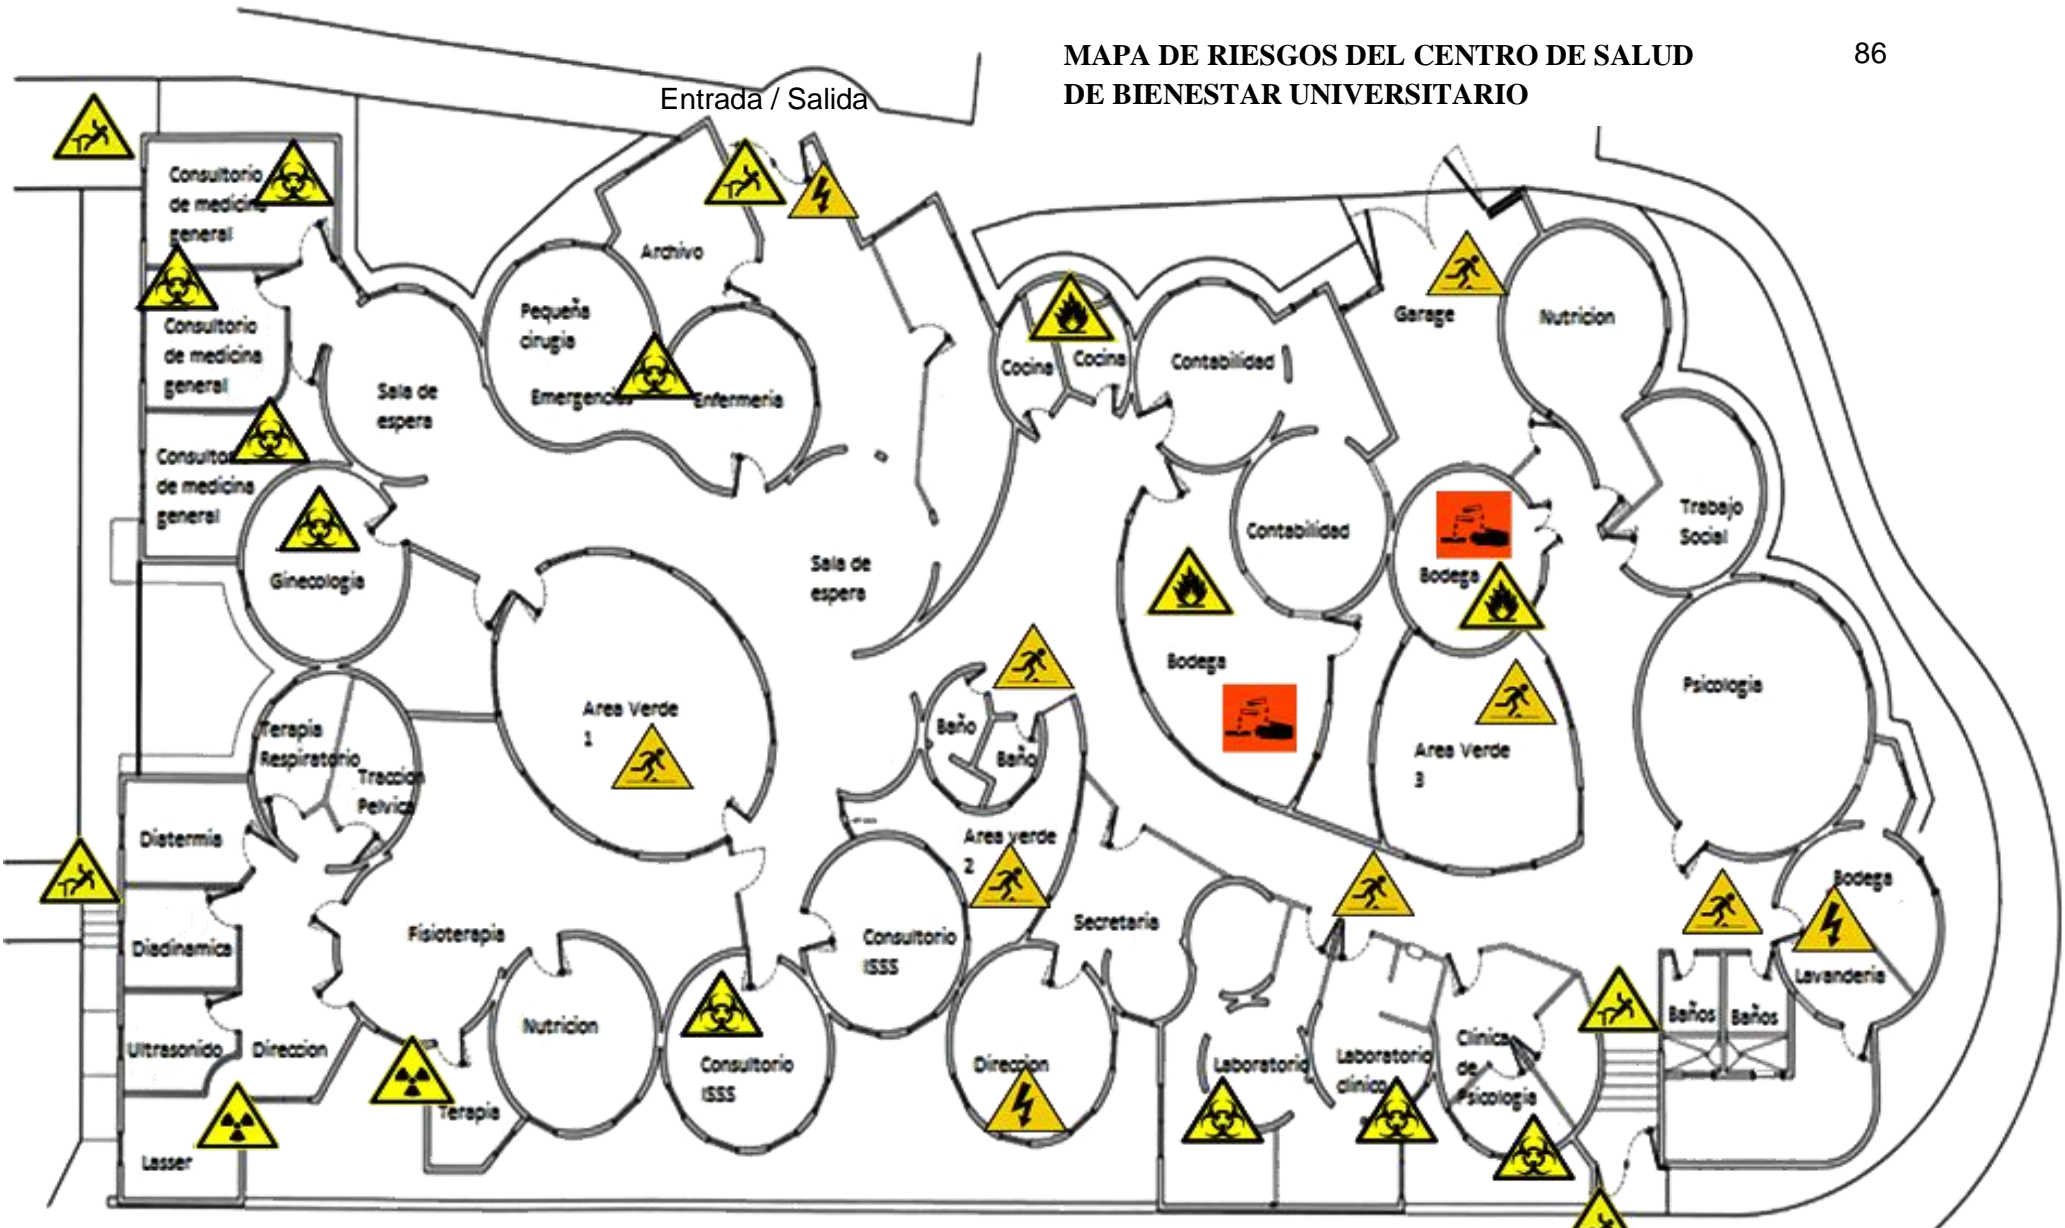 MAPA DE RIESGOS DEL CENTRO DE SALUD
DE BIENESTAR UNIVERSITARIO
86
Entrada / Salida
Consultorio
de medicina
general
Consultorio
de medicina
general
de medicina
general
Sala de
espera
Pequeña
cirugia
Archivo
Enfermeria
Cocina
Cocina
Contabilidad
Garage
Nutricion
Ginecologia
Sala de
espera
Contabilidad
Bodega
Trabajo
Social
Bodega
Psicologia
Area Verde
1
Baño
Baño
Area Verde
3
Terapia
Respiratorio
Traccion
Pelvica
Diatermia
Area verde
2
Bodega
Diadinamica
Fisioterapia
Consultorio
ISSS
Secretaria
Lavanderia
Ultrasonido
Direccion
Nutricion
Consultorio
ISSS
Direccion
Laboratorio
Laboratorio
clinico
Clinica
de
Psicologia
Baños
Baños
Terapia
Lasser